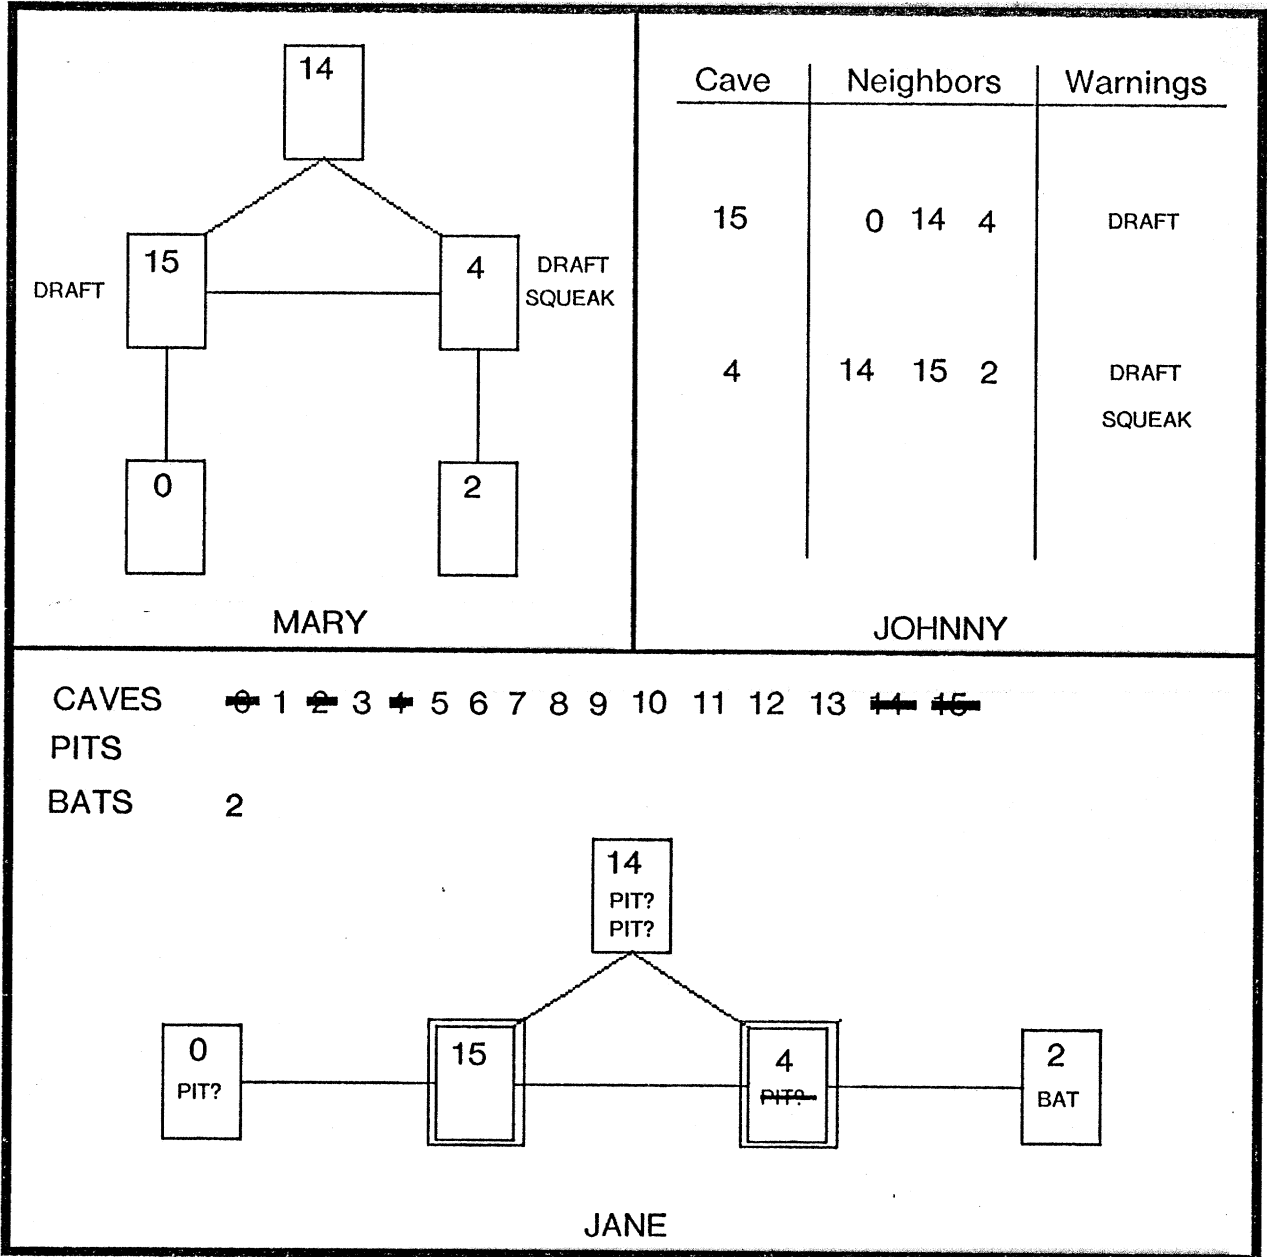 14
15
4
DRAFT
DRAFT
SQUEAK
0
2
MARY
Cave Neighbors Warnings
15 0 14 4 DRAFT
4 14 15 2 DRAFT
SQUEAK
JOHNNY
CAVES 0 1 2 3 4 5 6 7 8 9 10 11 12 13 14 15
PITS
BATS 2
14
PIT?
PIT?
0
PIT?
15
4
PIT?
2
BAT
JANE